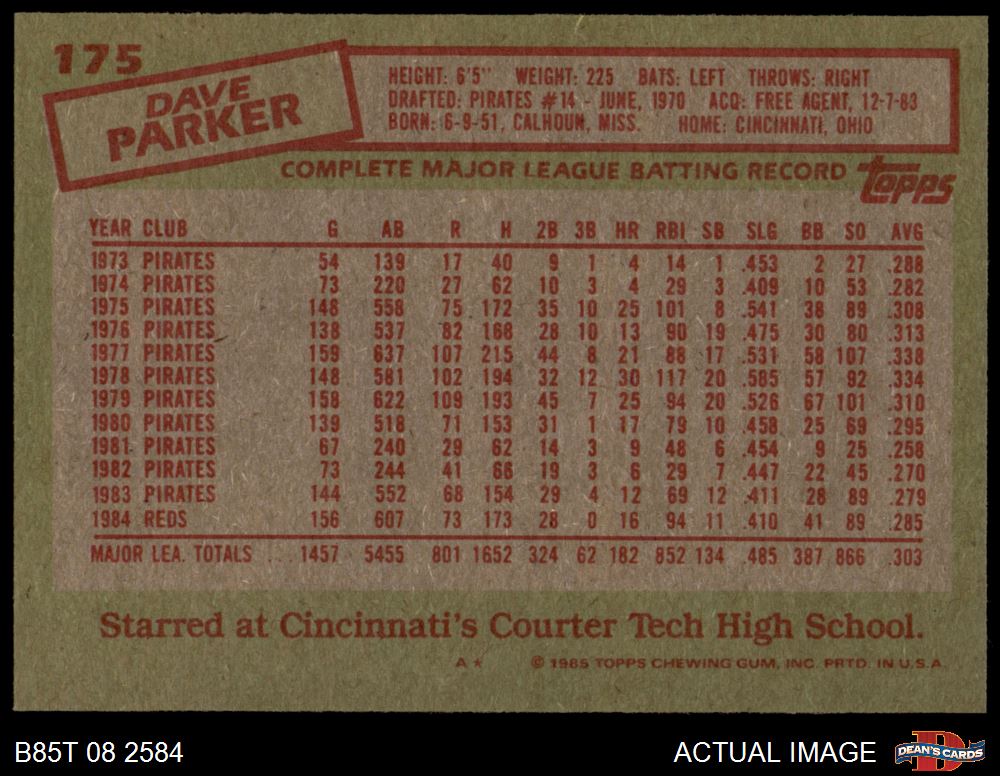 175
DAVE
PARKER
HEIGHT: 6'5" WEIGHT: 225 BATS: LEFT THROWS: RIGHT
DRAFTED: PIRATES #14 - JUNE, 1970 ACQ: FREE AGENT, 12-7-83
BORN: 6-9-51, CALHOUN, MISS. HOME: CINCINNATI, OHIO
COMPLETE MAJOR LEAGUE BATTING RECORD topps
YEAR CLUB G AB R H 2B 3B HR RBI SB SLG BB SO AVG
1973 PIRATES 54 139 17 40 9 1 4 14 1 .453 2 27 .288
1974 PIRATES 73 220 27 62 10 3 4 29 3 .409 10 53 .282
1975 PIRATES 148 558 75 172 35 10 25 101 8 .541 38 89 .308
1976 PIRATES 138 537 82 168 28 10 13 90 19 .475 30 80 .313
1977 PIRATES 159 637 107 215 44 8 21 88 17 .531 58 107 .338
1978 PIRATES 148 581 102 194 32 12 30 117 20 .585 57 92 .334
1979 PIRATES 158 622 109 193 45 7 25 94 20 .526 67 101 .310
1980 PIRATES 139 518 71 153 31 1 17 79 10 .458 25 69 .295
1981 PIRATES 67 240 29 62 14 3 9 48 6 .454 9 25 .258
1982 PIRATES 73 244 41 66 19 3 6 29 7 .447 22 45 .270
1983 PIRATES 144 552 68 154 29 4 12 69 12 .411 28 89 .279
1984 REDS 156 607 73 173 28 0 16 94 11 .410 41 89 .285
MAJOR LEA. TOTALS ... 1457 5455 801 1652 324 62 182 852 134 .485 387 866 .303
Starred at Cincinnati's Courter Tech High School.
A★ © 1985 TOPPS CHEWING GUM, INC. PRTD. IN U.S.A.
B85T 08 2584 ACTUAL IMAGE DEAN'S CARDS